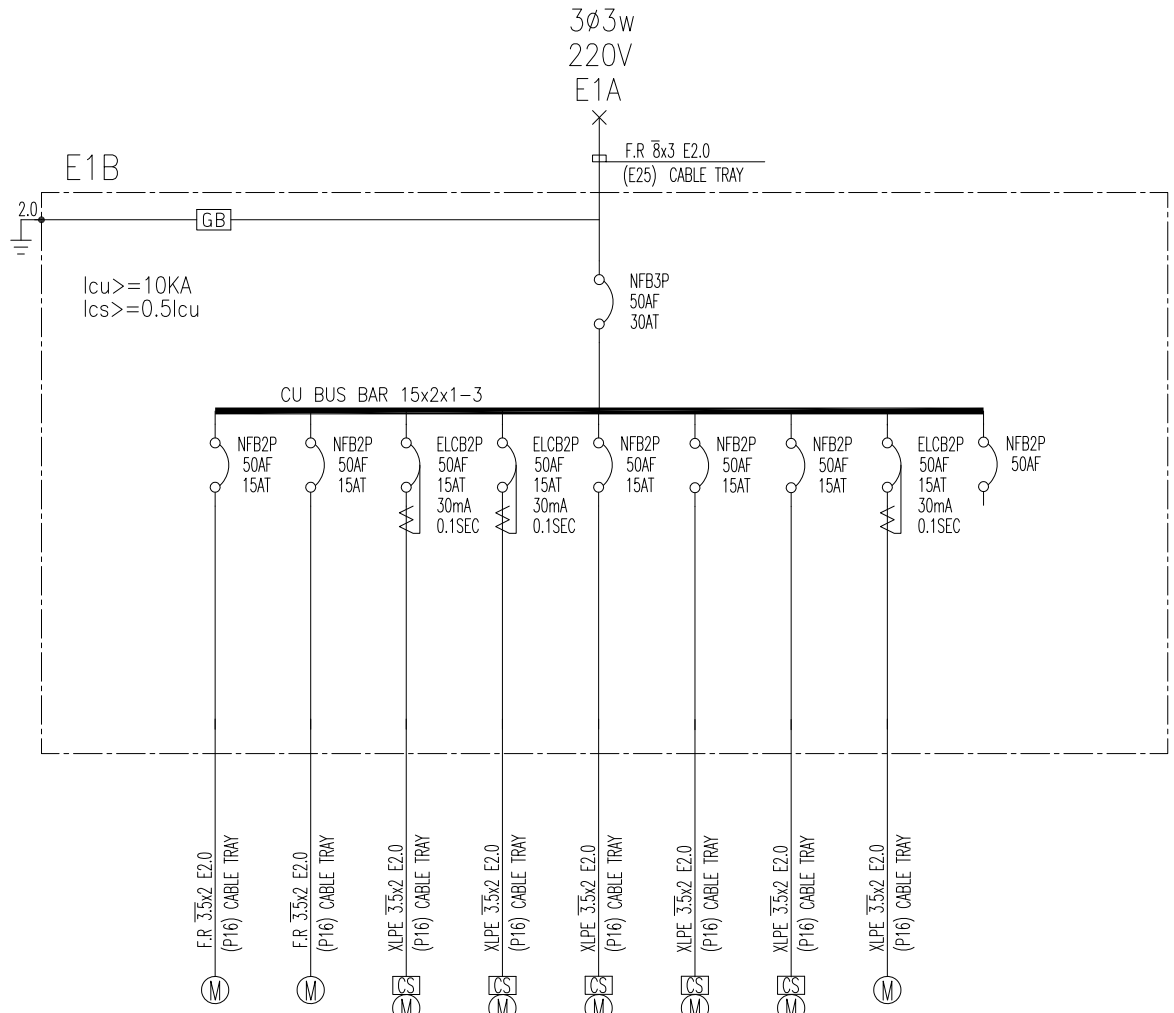 3ø3w
220V
E1A
F.R 8x3 E2.0
(E25) CABLE TRAY
E1B
2.0
GB
Icu>=10KA
Ics>=0.5Icu
NFB3P
50AF
30AT
CU BUS BAR 15x2x1-3
NFB2P
50AF
15AT
NFB2P
50AF
15AT
ELCB2P
50AF
15AT
30mA
0.1SEC
ELCB2P
50AF
15AT
30mA
0.1SEC
NFB2P
50AF
15AT
NFB2P
50AF
15AT
NFB2P
50AF
15AT
ELCB2P
50AF
15AT
30mA
0.1SEC
NFB2P
50AF
F.R 3.5x2 E2.0
(P16) CABLE TRAY
F.R 3.5x2 E2.0
(P16) CABLE TRAY
XLPE 3.5x2 E2.0
(P16) CABLE TRAY
XLPE 3.5x2 E2.0
(P16) CABLE TRAY
XLPE 3.5x2 E2.0
(P16) CABLE TRAY
XLPE 3.5x2 E2.0
(P16) CABLE TRAY
XLPE 3.5x2 E2.0
(P16) CABLE TRAY
XLPE 3.5x2 E2.0
(P16) CABLE TRAY
M
M
CS
M
CS
M
CS
M
CS
M
CS
M
M